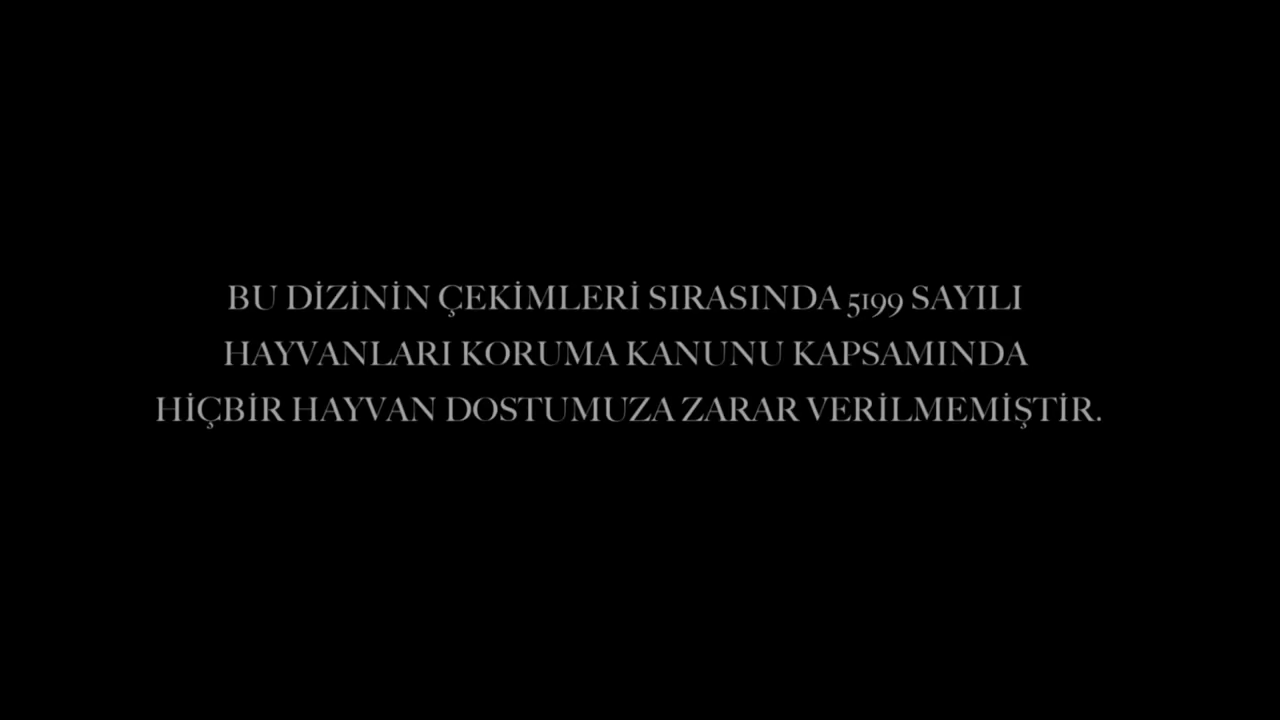 BU DİZİNİN ÇEKİMLERİ SIRASINDA 5199 SAYILI
HAYVANLARI KORUMA KANUNU KAPSAMINDA
HİÇBİR HAYVAN DOSTUMUZA ZARAR VERİLMEMİŞTİR.